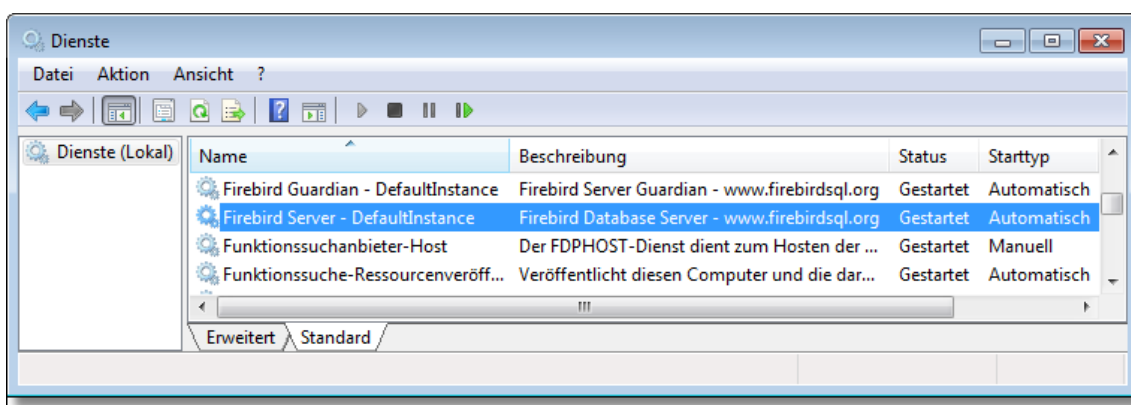 Dienste
Datei Aktion Ansicht ?
Dienste (Lokal)
Name Beschreibung Status Starttyp
Firebird Guardian - DefaultInstance Firebird Server Guardian - www.firebirdsql.org Gestartet Automatisch
Firebird Server - DefaultInstance Firebird Database Server - www.firebirdsql.org Gestartet Automatisch
Funktionssuchanbieter-Host Der FDPHOST-Dienst dient zum Hosten der ... Gestartet Manuell
Funktionssuche-Ressourcenveröff... Veröffentlicht diesen Computer und die dar... Gestartet Automatisch
Erweitert Standard